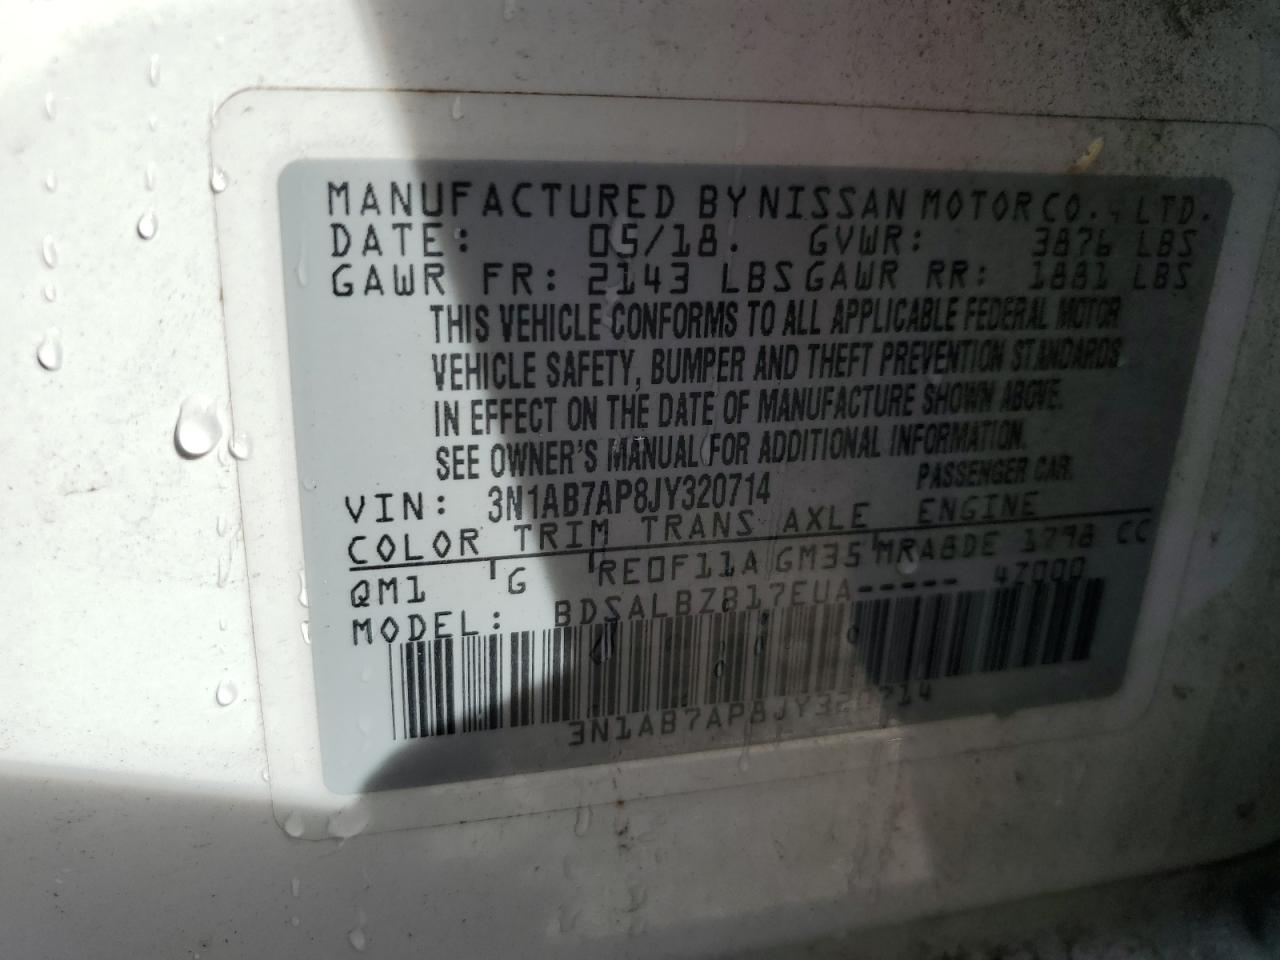 MANUFACTURED BY NISSAN MOTOR CO., LTD.
DATE: 05/18. GVWR: 3876 LBS
GAWR FR: 2143 LBS GAWR RR: 1881 LBS
THIS VEHICLE CONFORMS TO ALL APPLICABLE FEDERAL MOTOR
VEHICLE SAFETY, BUMPER AND THEFT PREVENTION STANDARDS
IN EFFECT ON THE DATE OF MANUFACTURE SHOWN ABOVE.
SEE OWNER'S MANUAL FOR ADDITIONAL INFORMATION.
VIN: 3N1AB7AP8JY320714 PASSENGER CAR.
COLOR TRIM TRANS AXLE ENGINE
QM1 G RE0F11A GM35 MRA8DE 1798 CC
MODEL: BDSALBZB17EUA----- 47000
3N1AB7AP8JY320714